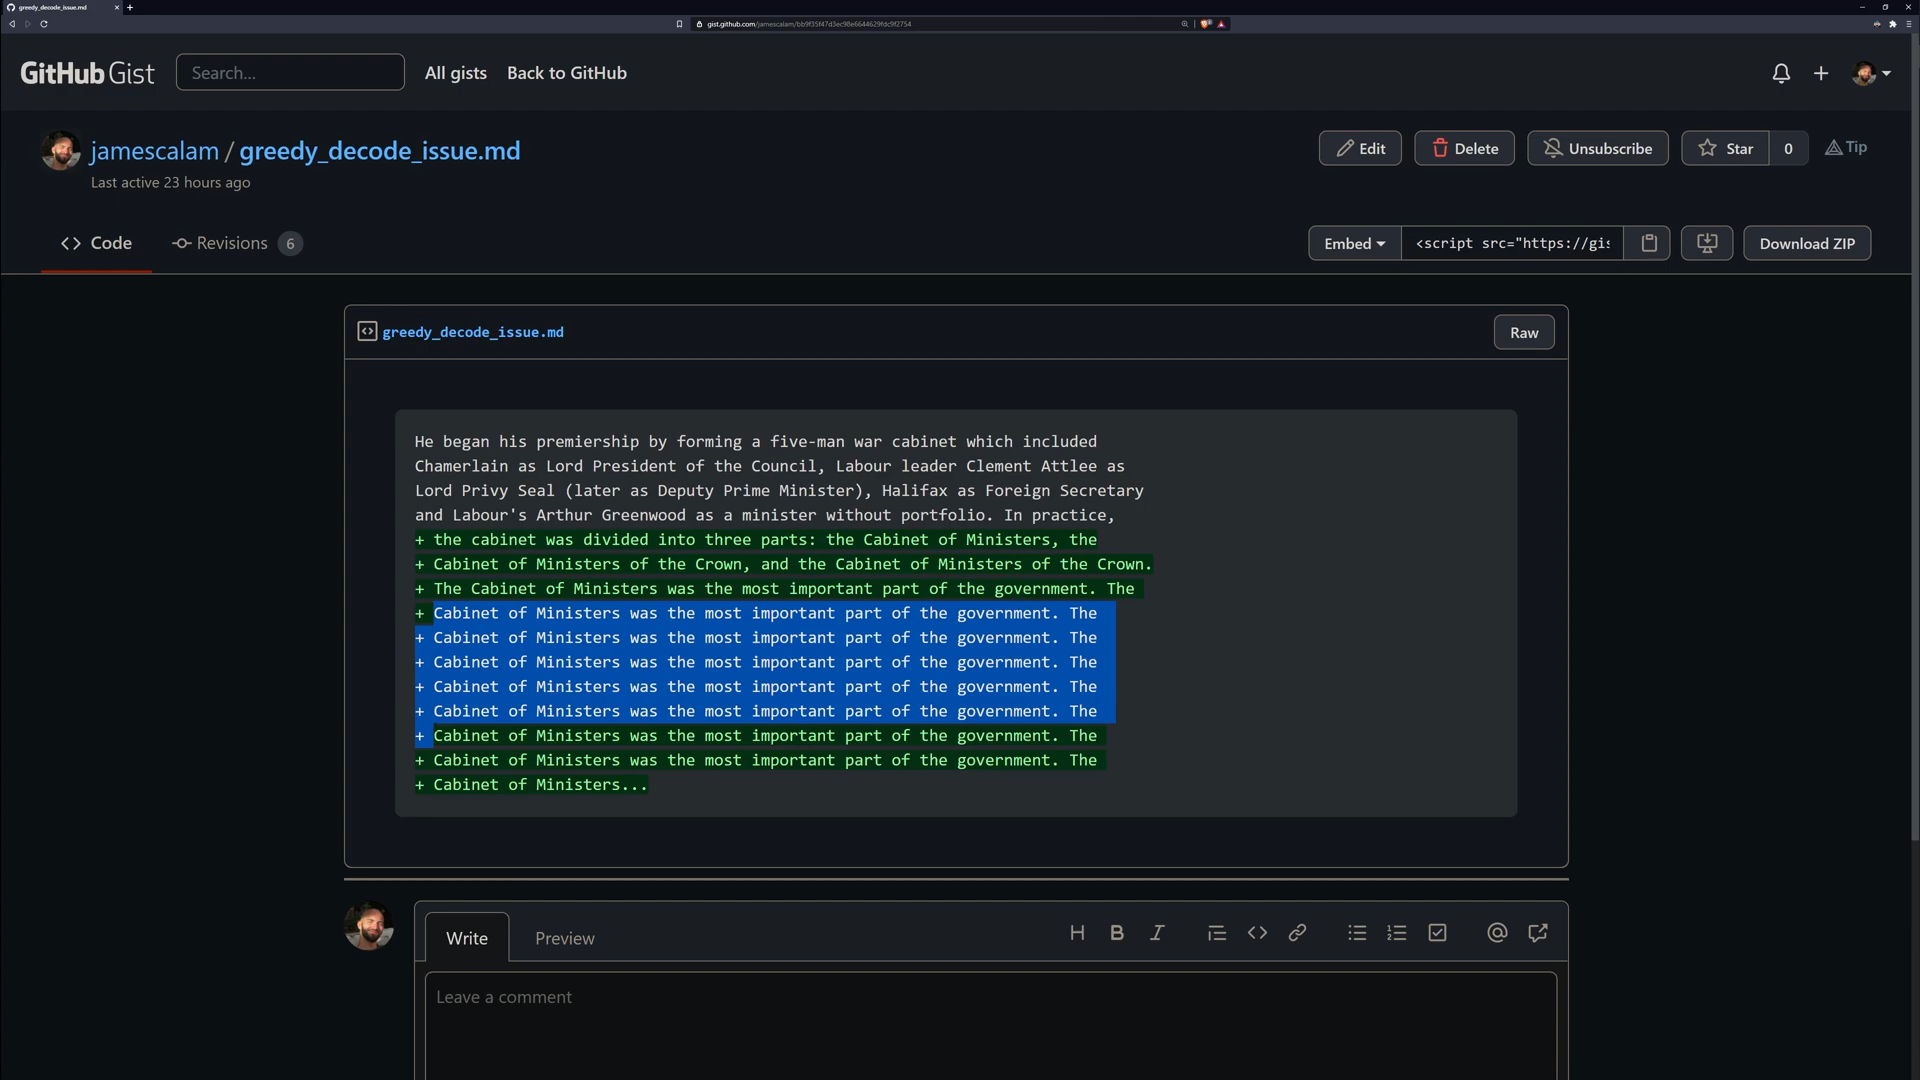 greedy_decode_issue.md
gist.github.com/jamescalam/bb9f35f47d3ec98e6644629fdc9f2754
GitHub Gist
Search...
All gists
Back to GitHub
jamescalam / greedy_decode_issue.md
Last active 23 hours ago
Edit
Delete
Unsubscribe
Star
0
Tip
Code
Revisions 6
Embed
<script src="https://gis
Download ZIP
greedy_decode_issue.md
Raw
He began his premiership by forming a five-man war cabinet which included
Chamerlain as Lord President of the Council, Labour leader Clement Attlee as
Lord Privy Seal (later as Deputy Prime Minister), Halifax as Foreign Secretary
and Labour's Arthur Greenwood as a minister without portfolio. In practice,
+ the cabinet was divided into three parts: the Cabinet of Ministers, the
+ Cabinet of Ministers of the Crown, and the Cabinet of Ministers of the Crown.
+ The Cabinet of Ministers was the most important part of the government. The
+ Cabinet of Ministers was the most important part of the government. The
+ Cabinet of Ministers was the most important part of the government. The
+ Cabinet of Ministers was the most important part of the government. The
+ Cabinet of Ministers was the most important part of the government. The
+ Cabinet of Ministers was the most important part of the government. The
+ Cabinet of Ministers was the most important part of the government. The
+ Cabinet of Ministers was the most important part of the government. The
+ Cabinet of Ministers...
Write
Preview
Leave a comment